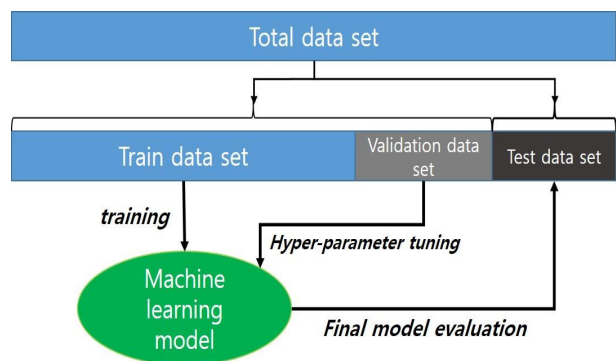 Total data set
Train data set
Validation data
set
Test data set
training
Hyper-parameter tuning
Machine
learning
model
Final model evaluation